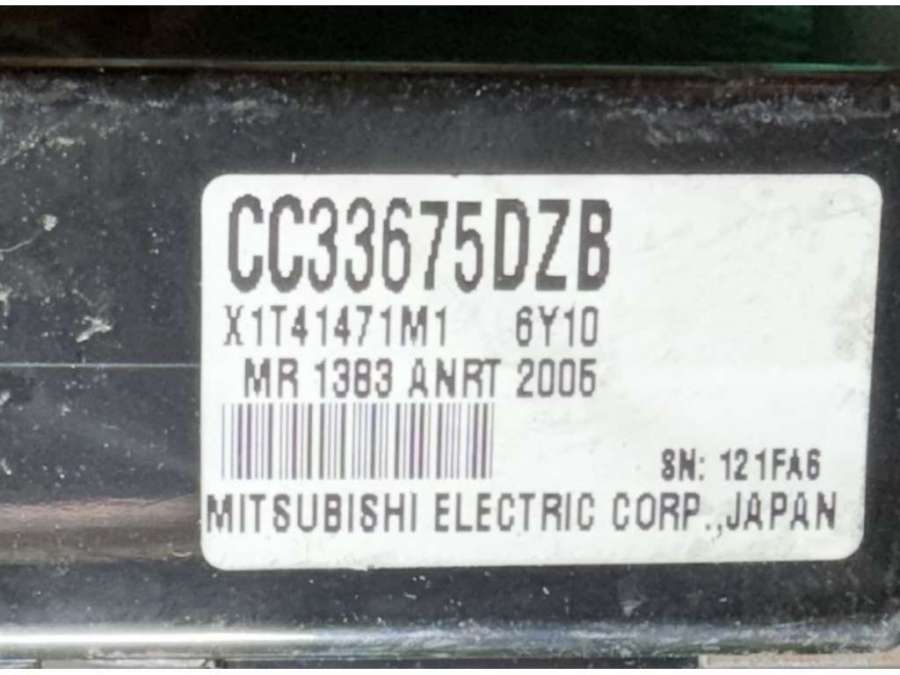 CC33675DZB
X1T41471M1 6Y10
MR 1383 ANRT 2005
SN: 121FA6
MITSUBISHI ELECTRIC CORP.,JAPAN